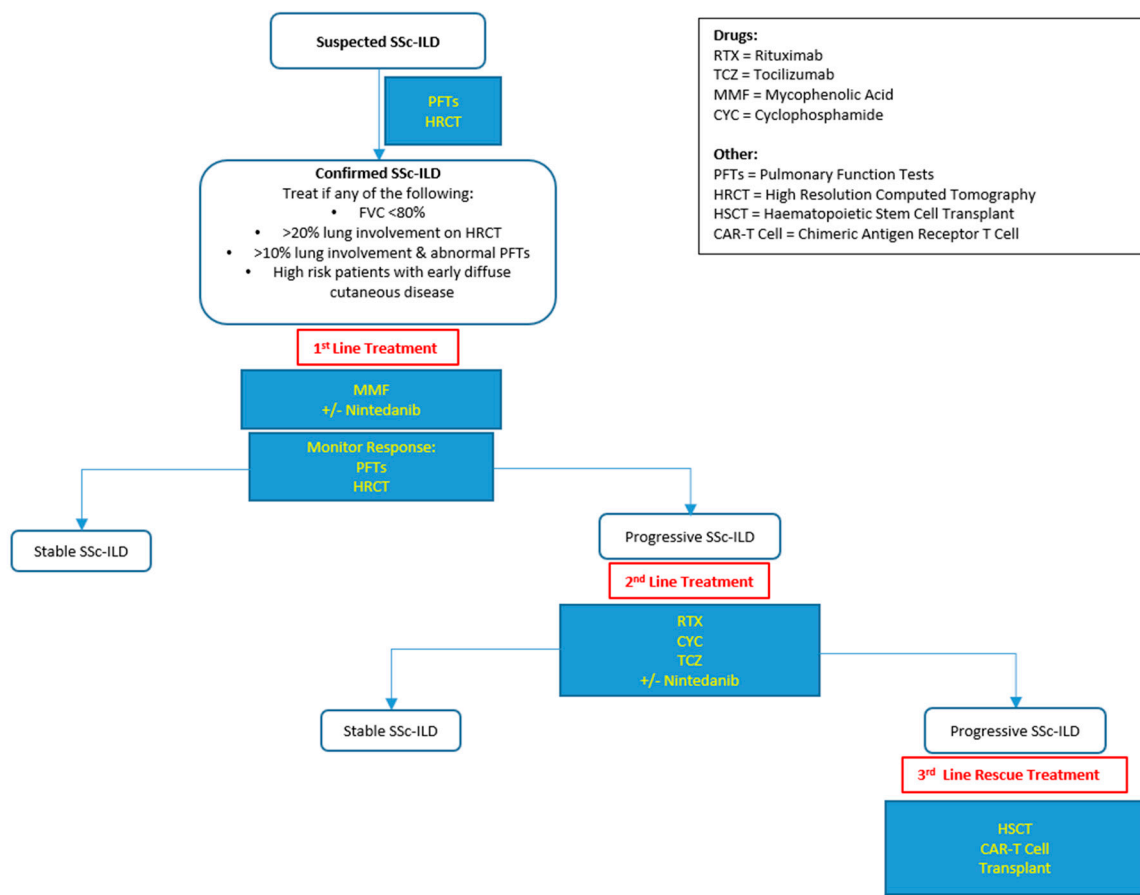 Suspected SSc-ILD
PFTs
HRCT
Confirmed SSc-ILD
Treat if any of the following:
• FVC <80%
• >20% lung involvement on HRCT
• >10% lung involvement & abnormal PFTs
• High risk patients with early diffuse
cutaneous disease
1st Line Treatment
MMF
+/- Nintedanib
Monitor Response:
PFTs
HRCT
Stable SSc-ILD
Progressive SSc-ILD
2nd Line Treatment
RTX
CYC
TCZ
+/- Nintedanib
Stable SSc-ILD
Progressive SSc-ILD
3rd Line Rescue Treatment
HSCT
CAR-T Cell
Transplant
Drugs:
RTX = Rituximab
TCZ = Tocilizumab
MMF = Mycophenolic Acid
CYC = Cyclophosphamide
Other:
PFTs = Pulmonary Function Tests
HRCT = High Resolution Computed Tomography
HSCT = Haematopoietic Stem Cell Transplant
CAR-T Cell = Chimeric Antigen Receptor T Cell